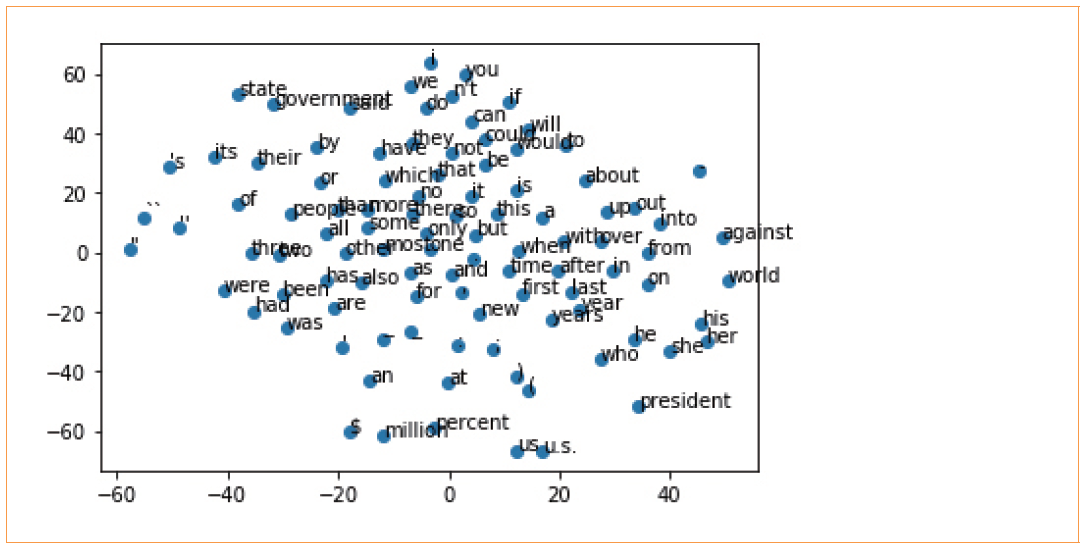 i
you
we
n't
state
government
said
do
if
can
will
they
could
by
have
not
would
to
its
's
their
that
be
which
or
about
no
it
is
of
people
than
more
there
so
this
a
up
out
into
``
''
"
all
some
only
but
with
over
against
three
two
other
most
one
when
from
as
and
time
after
in
on
world
has
also
were
been
for
first
last
had
are
new
year
years
was
his
her
he
she
who
'
–
_
.
:
;
,
-
)
(
an
at
president
$
million
percent
us
u.s.
60
40
20
0
−20
−40
−60
−60
−40
−20
0
20
40